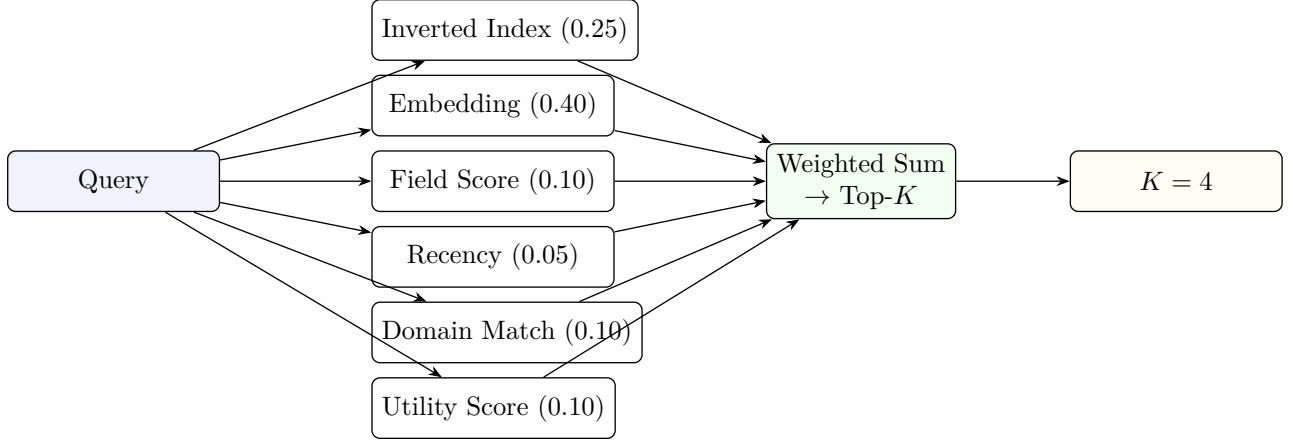 Query
Inverted Index (0.25)
Embedding (0.40)
Field Score (0.10)
Recency (0.05)
Domain Match (0.10)
Utility Score (0.10)
Weighted Sum
→ Top-K
K = 4